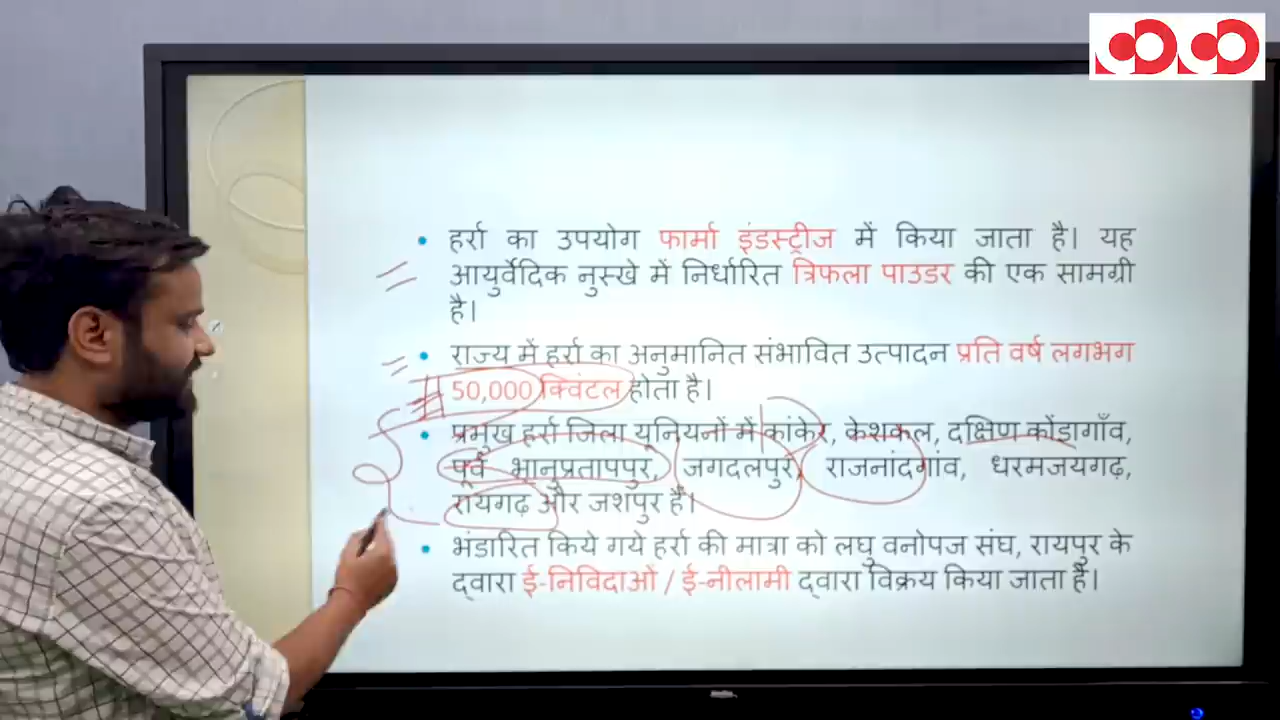 हर्रा का उपयोग फार्मा इंडस्ट्रीज में किया जाता है। यह
आयुर्वेदिक नुस्खे में निर्धारित त्रिफला पाउडर की एक सामग्री
है।
राज्य में हर्रा का अनुमानित संभावित उत्पादन प्रति वर्ष लगभग
50,000 क्विंटल होता है।
प्रमुख हर्रा जिला यूनियनों में कांकेर, केशकल, दक्षिण कोंडागाँव,
पूर्व भानुप्रतापपुर, जगदलपुर, राजनांदगांव, धरमजयगढ़,
रायगढ़ और जशपुर हैं।
भंडारित किये गये हर्रा की मात्रा को लघु वनोपज संघ, रायपुर के
द्वारा ई-निविदाओं / ई-नीलामी द्वारा विक्रय किया जाता है।